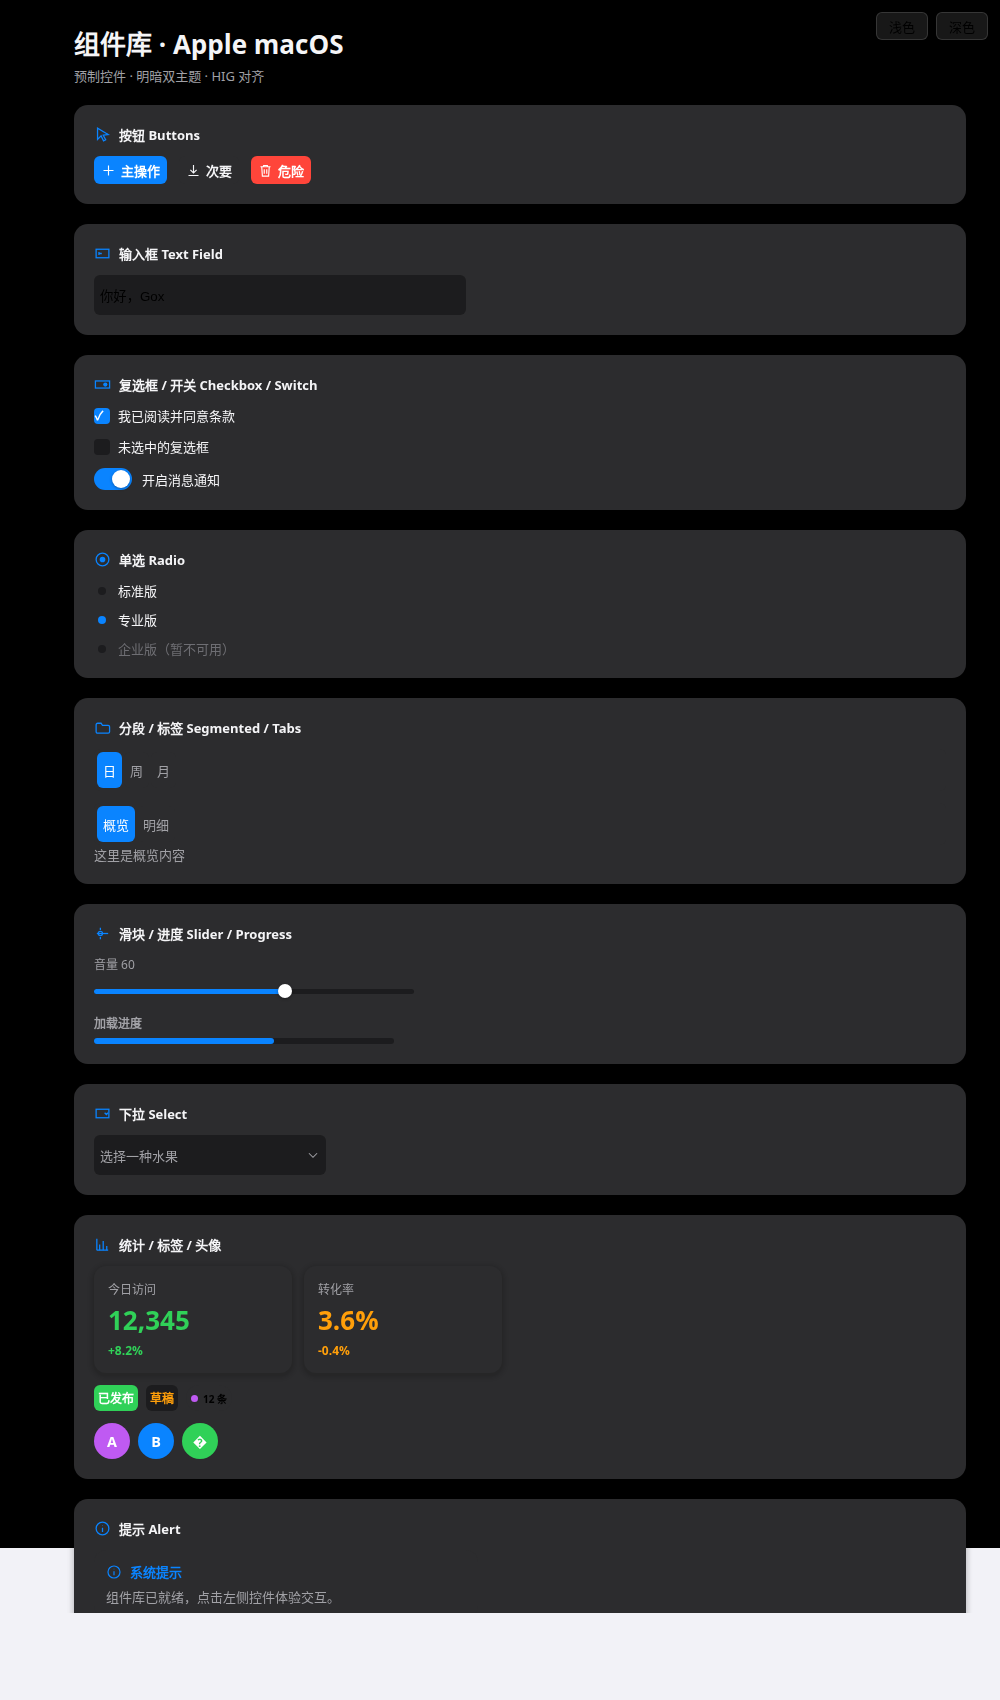 浅色 深色
组件库 · Apple macOS
预制控件 · 明暗双主题 · HIG 对齐
按钮 Buttons
主操作 次要 危险
输入框 Text Field
你好，Gox
复选框 / 开关 Checkbox / Switch
我已阅读并同意条款
未选中的复选框
开启消息通知
单选 Radio
标准版
专业版
企业版（暂不可用）
分段 / 标签 Segmented / Tabs
日 周 月
概览 明细
这里是概览内容
滑块 / 进度 Slider / Progress
音量 60
加载进度
下拉 Select
选择一种水果
统计 / 标签 / 头像
今日访问 转化率
12,345 3.6%
+8.2% -0.4%
已发布 草稿 12 条
A B �
提示 Alert
系统提示
组件库已就绪，点击左侧控件体验交互。